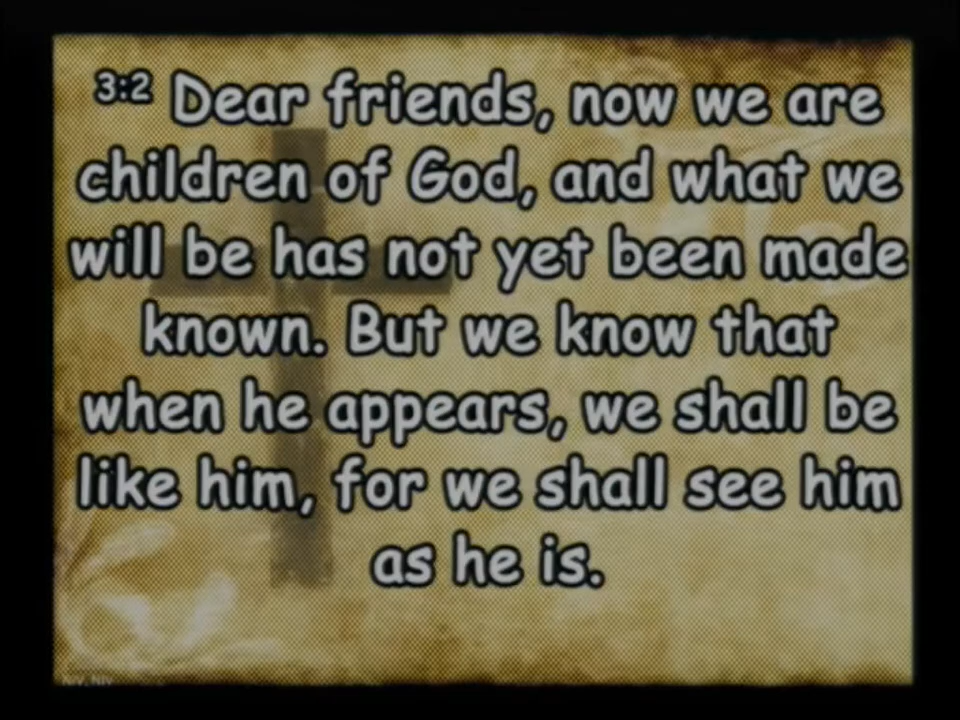 3:2 Dear friends, now we are
children of God, and what we
will be has not yet been made
known. But we know that
when he appears, we shall be
like him, for we shall see him
as he is.
NIV, NIV